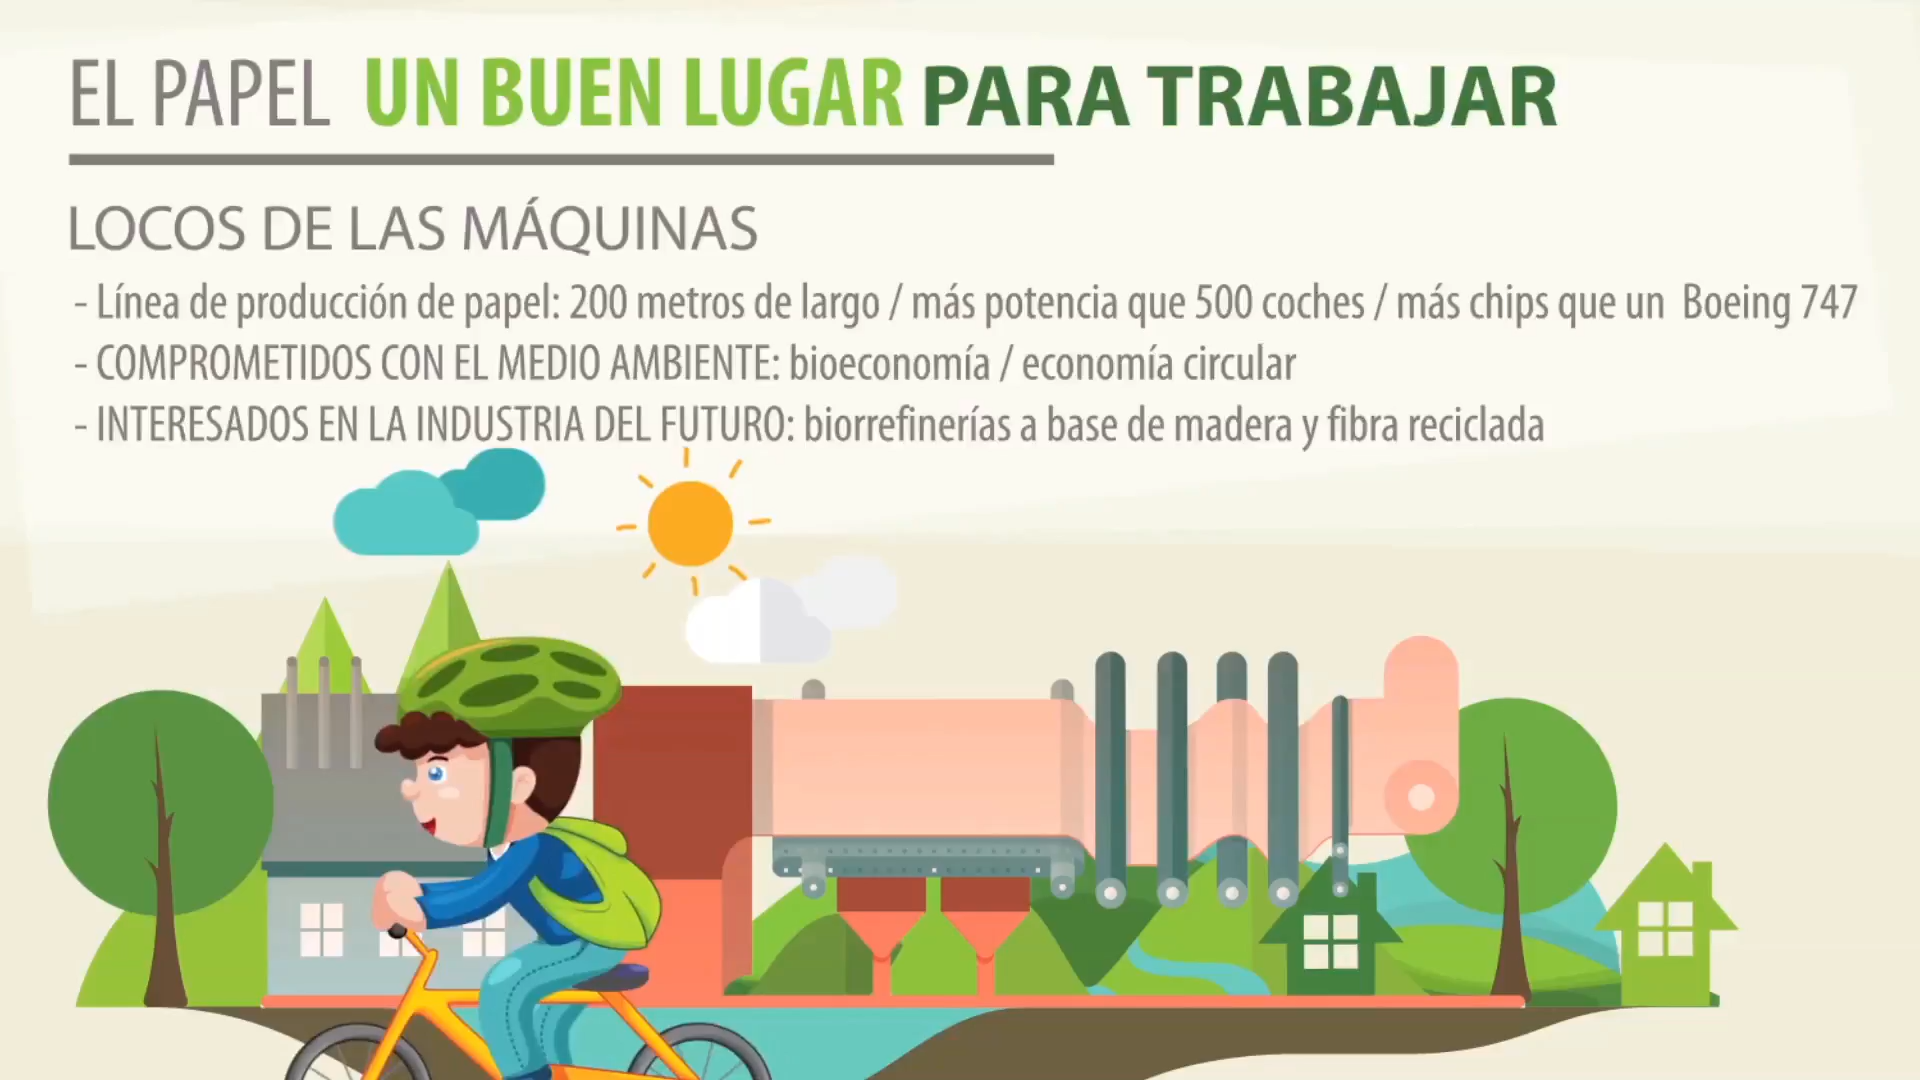 EL PAPEL UN BUEN LUGAR PARA TRABAJAR
LOCOS DE LAS MÁQUINAS
- Línea de producción de papel: 200 metros de largo / más potencia que 500 coches / más chips que un Boeing 747
- COMPROMETIDOS CON EL MEDIO AMBIENTE: bioeconomía / economía circular
- INTERESADOS EN LA INDUSTRIA DEL FUTURO: biorrefinerías a base de madera y fibra reciclada